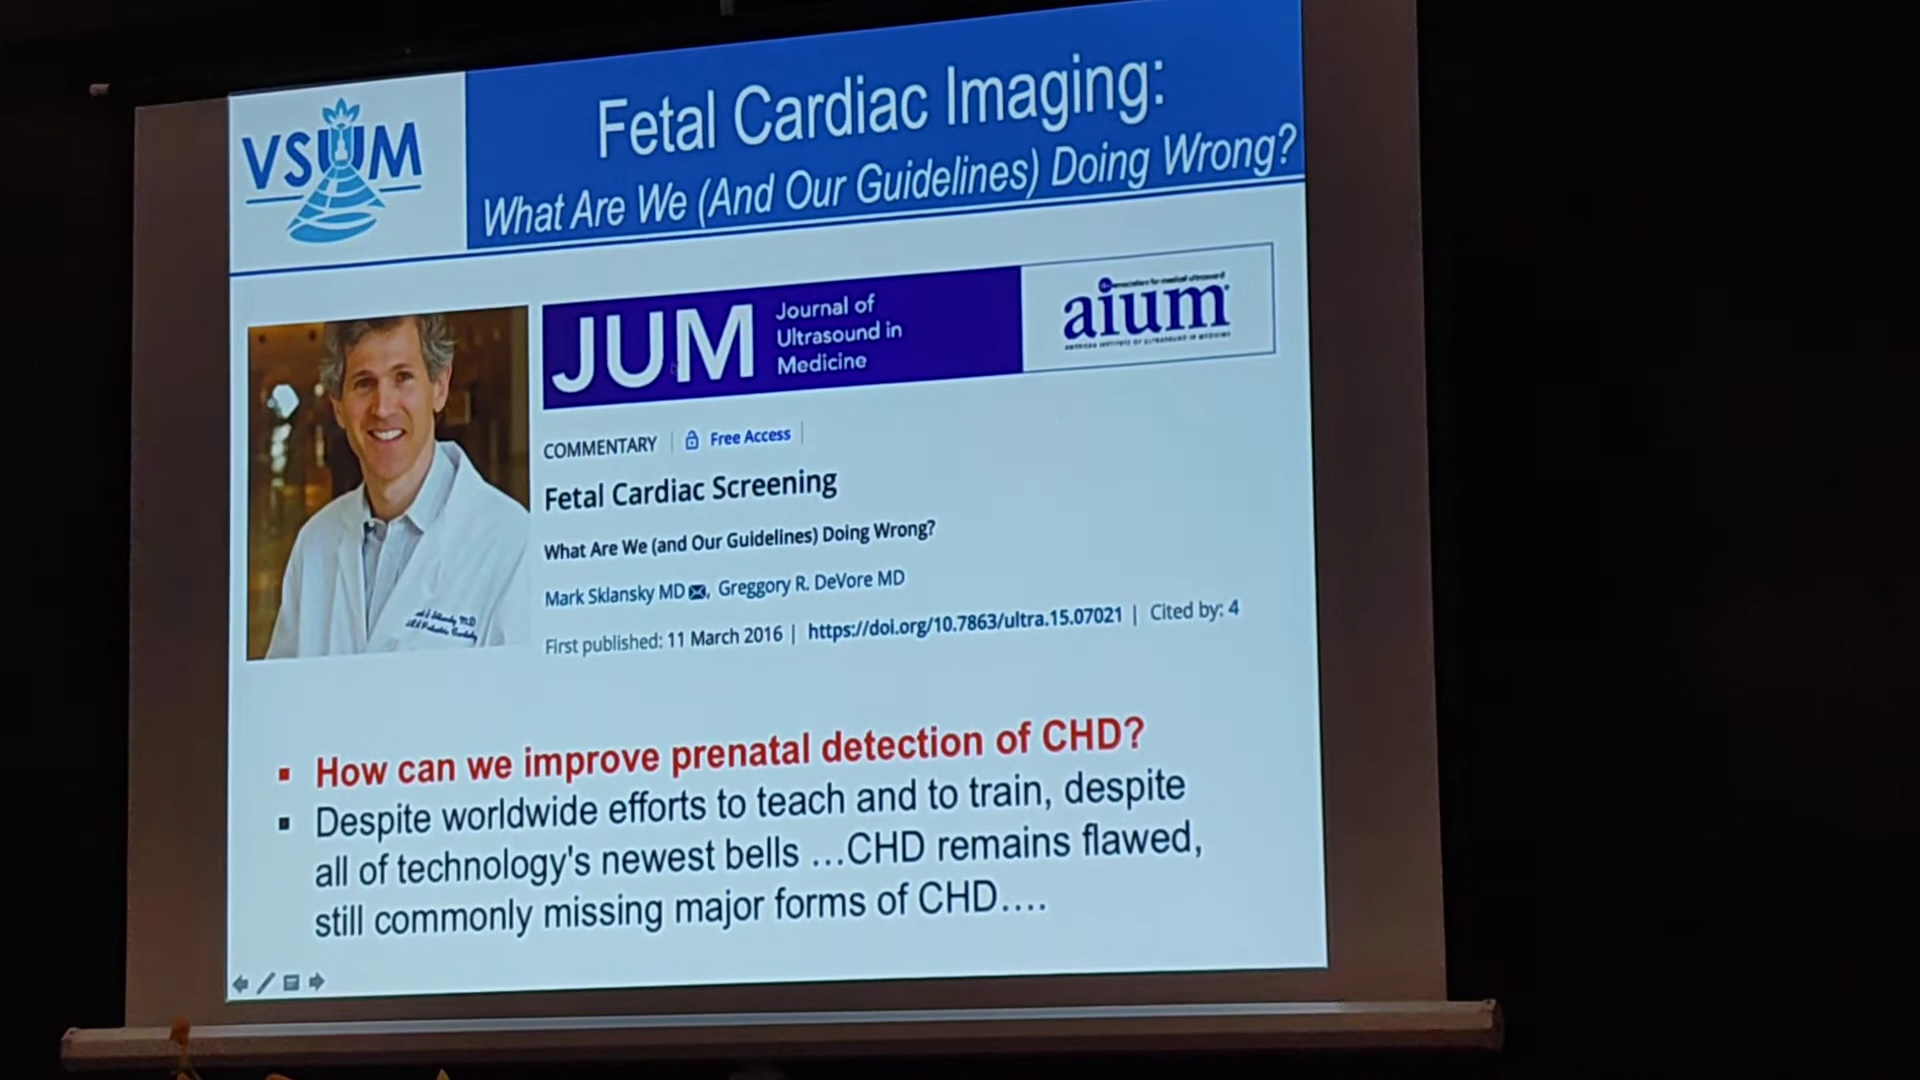 VSUM
Fetal Cardiac Imaging:
What Are We (And Our Guidelines) Doing Wrong?
JUM
Journal of
Ultrasound in
Medicine
aium
COMMENTARY | Free Access
Fetal Cardiac Screening
What Are We (and Our Guidelines) Doing Wrong?
Mark Sklansky MD, Greggory R. DeVore MD
First published: 11 March 2016 | https://doi.org/10.7863/ultra.15.07021 | Cited by: 4
▪ How can we improve prenatal detection of CHD?
▪ Despite worldwide efforts to teach and to train, despite
all of technology's newest bells ...CHD remains flawed,
still commonly missing major forms of CHD....